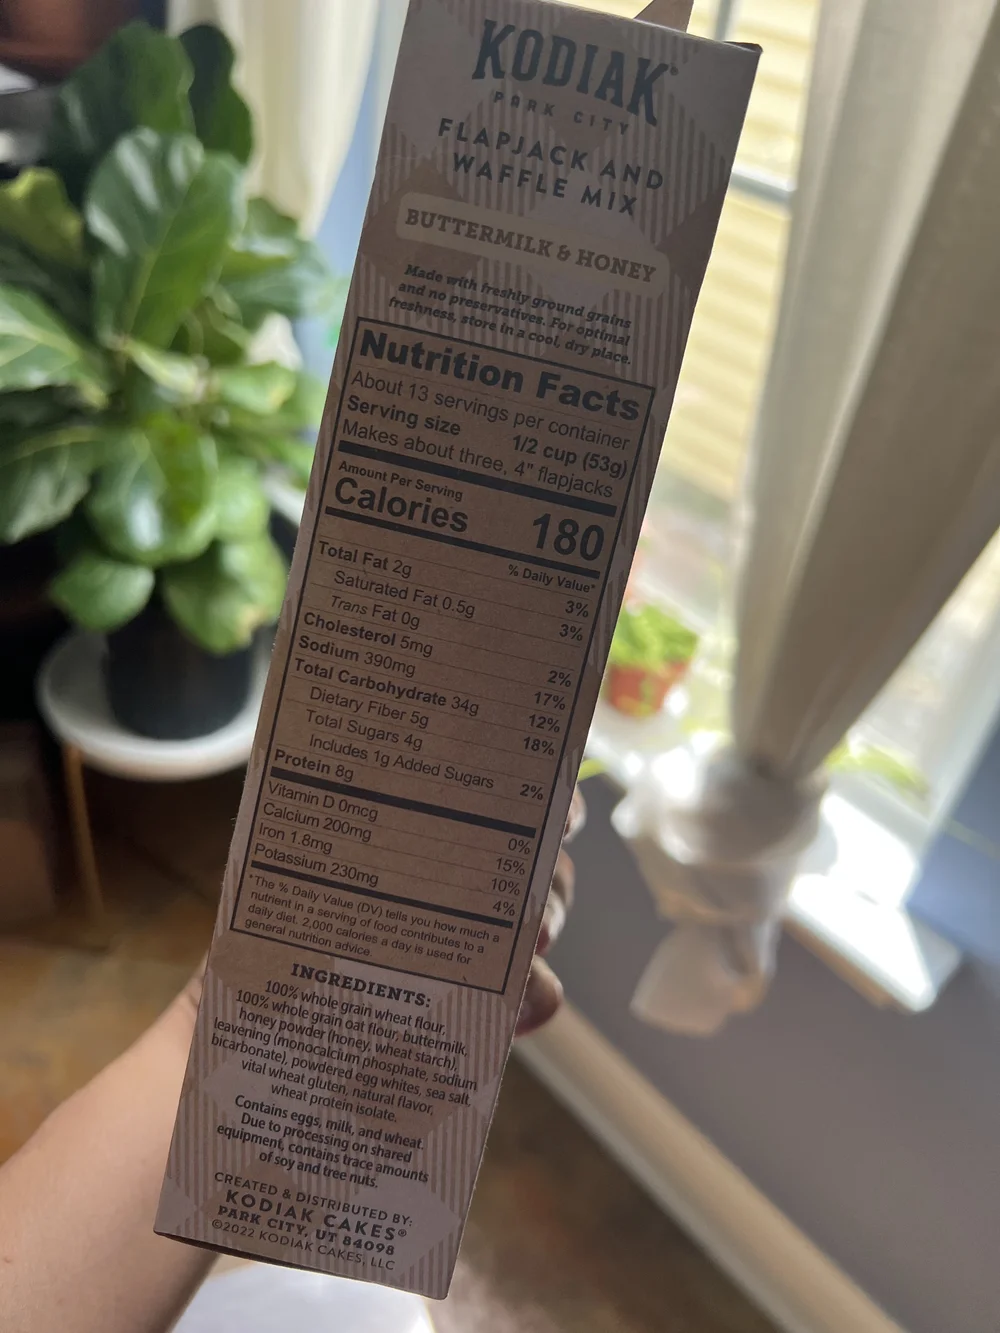 KODIAK®
PARK CITY
FLAPJACK AND
WAFFLE MIX
BUTTERMILK & HONEY
Made with freshly ground grains
and no preservatives. For optimal
freshness, store in a cool, dry place.
Nutrition Facts
About 13 servings per container
Serving size 1/2 cup (53g)
Makes about three, 4" flapjacks
Amount Per Serving
Calories 180
% Daily Value*
Total Fat 2g 3%
Saturated Fat 0.5g 3%
Trans Fat 0g
Cholesterol 5mg 2%
Sodium 390mg 17%
Total Carbohydrate 34g 12%
Dietary Fiber 5g 18%
Total Sugars 4g
Includes 1g Added Sugars 2%
Protein 8g
Vitamin D 0mcg 0%
Calcium 200mg 15%
Iron 1.8mg 10%
Potassium 230mg 4%
*The % Daily Value (DV) tells you how much a
nutrient in a serving of food contributes to a
daily diet. 2,000 calories a day is used for
general nutrition advice.
INGREDIENTS:
100% whole grain wheat flour,
100% whole grain oat flour, buttermilk,
honey powder (honey, wheat starch),
leavening (monocalcium phosphate, sodium
bicarbonate), powdered egg whites, sea salt,
vital wheat gluten, natural flavor,
wheat protein isolate.
Contains eggs, milk, and wheat.
Due to processing on shared
equipment, contains trace amounts
of soy and tree nuts.
CREATED & DISTRIBUTED BY:
KODIAK CAKES®
PARK CITY, UT 84098
©2022 KODIAK CAKES, LLC